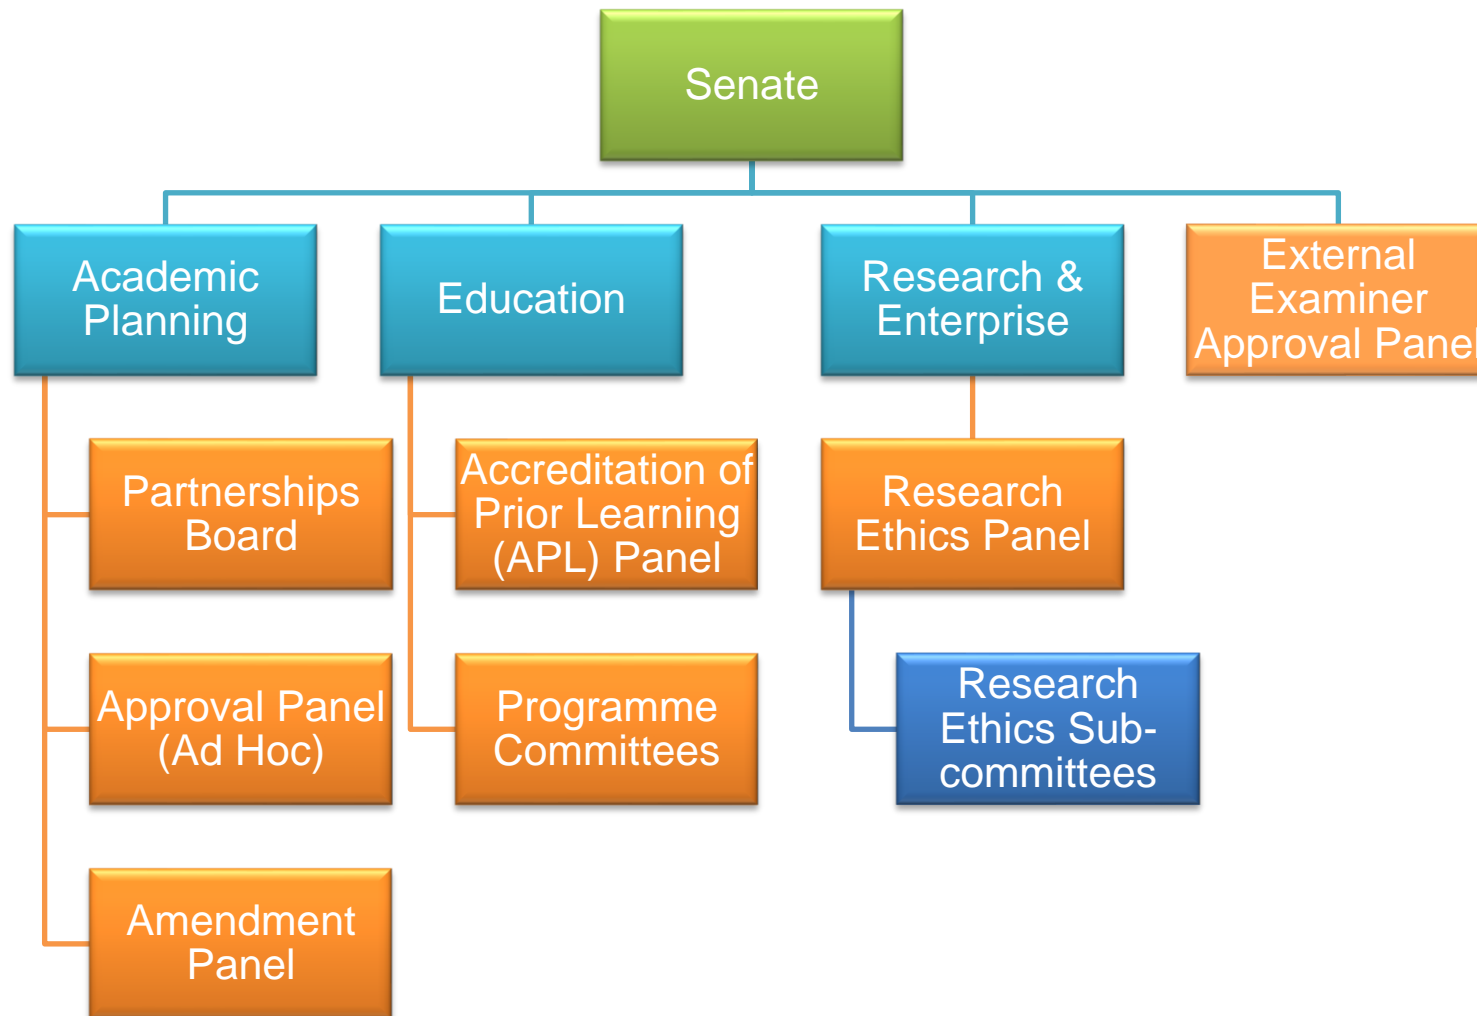 Senate
Academic
Planning
Education
Research &
Enterprise
External
Examiner
Approval Panel
Partnerships
Board
Accreditation of
Prior Learning
(APL) Panel
Research
Ethics Panel
Approval Panel
(Ad Hoc)
Programme
Committees
Research
Ethics Sub-
committees
Amendment
Panel